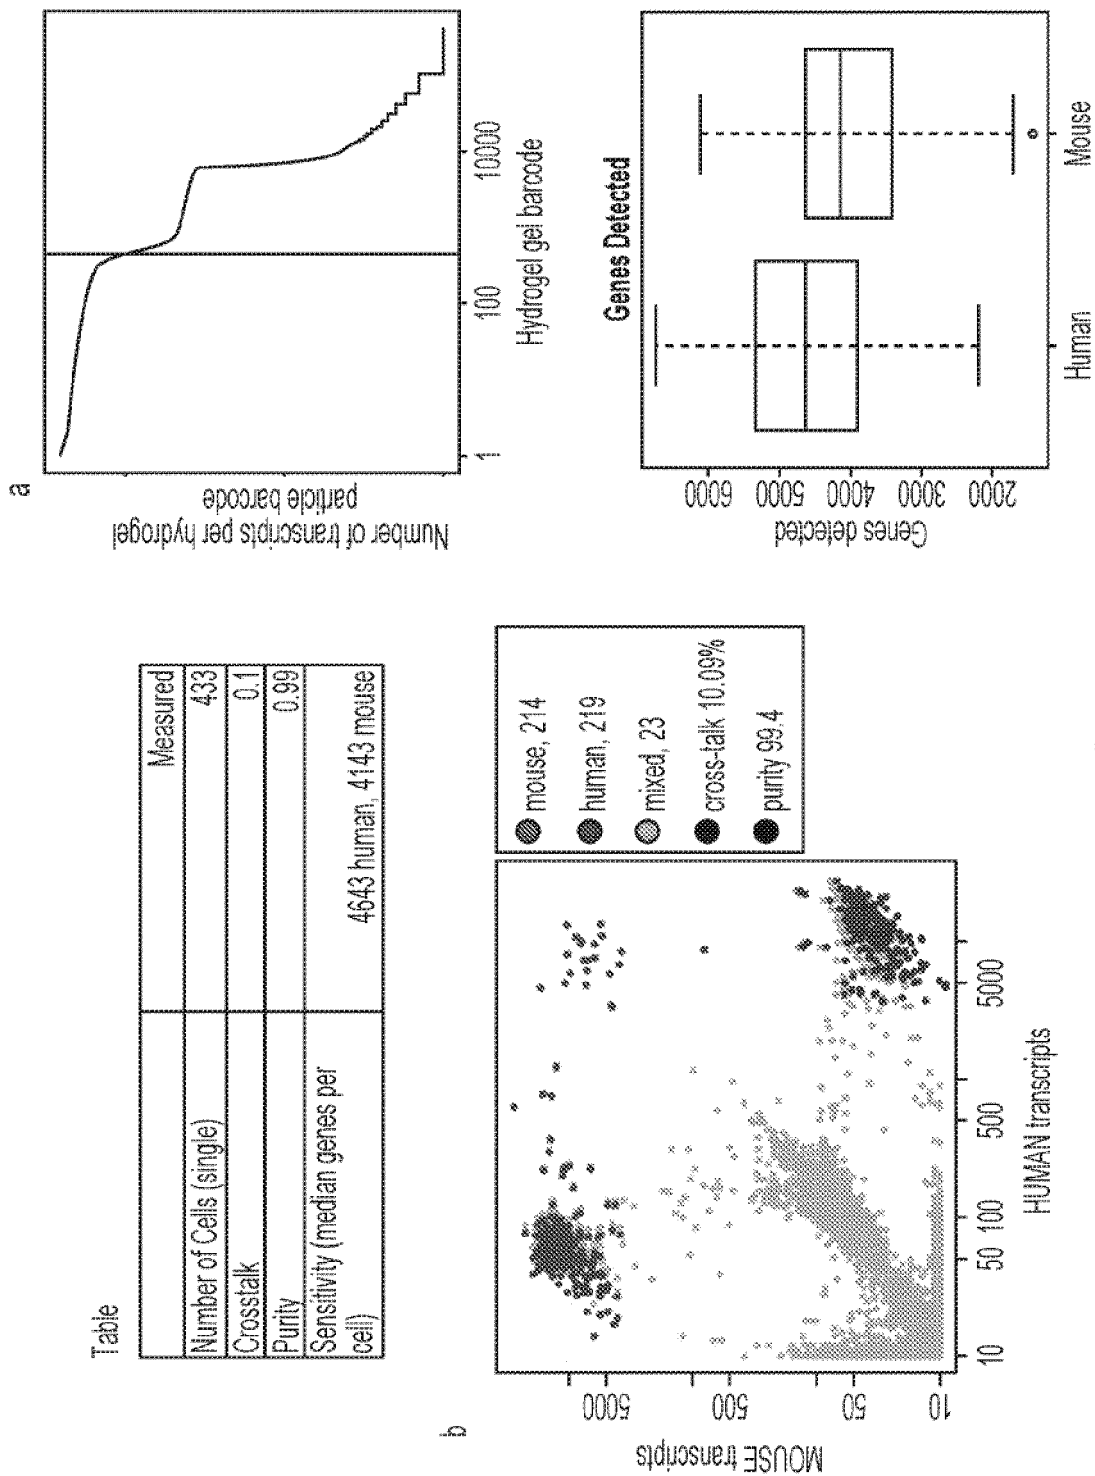 Table
Measured
Number of Cells (single) 433
Crosstalk 0.1
Purity 0.99
Sensitivity (median genes per
cell) 4643 human, 4143 mouse
a
Number of transcripts per hydrogel
particle barcode
1 100 10000
Hydrogel gel barcode
b
MOUSE transcripts
5000
500
50
10
10 50 100 500 5000
HUMAN transcripts
mouse, 214
human, 219
mixed, 23
cross-talk 10.09%
purity 99.4
Genes Detected
Genes detected
6000
5000
4000
3000
2000
Human Mouse